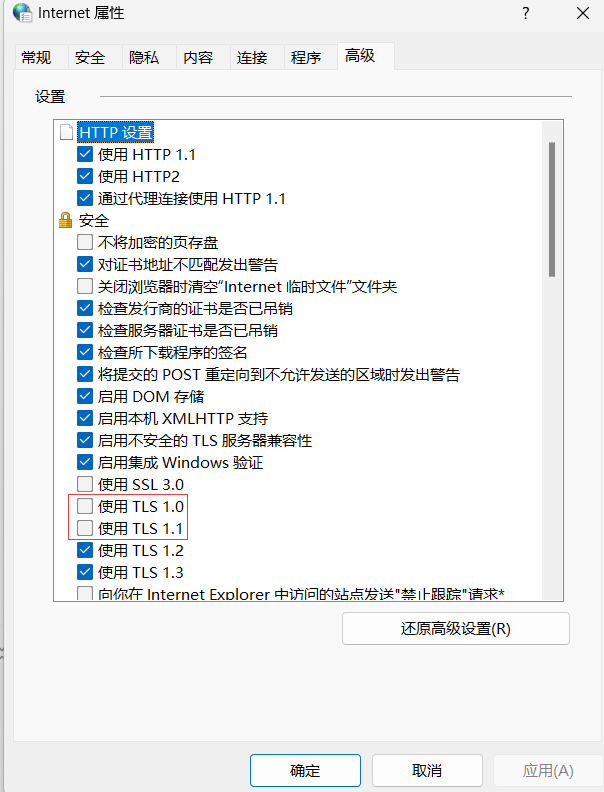 Internet 属性
?
常规 安全 隐私 内容 连接 程序 高级
设置
HTTP 设置
使用 HTTP 1.1
使用 HTTP2
通过代理连接使用 HTTP 1.1
安全
不将加密的页存盘
对证书地址不匹配发出警告
关闭浏览器时清空“Internet 临时文件”文件夹
检查发行商的证书是否已吊销
检查服务器证书是否已吊销
检查所下载程序的签名
将提交的 POST 重定向到不允许发送的区域时发出警告
启用 DOM 存储
启用本机 XMLHTTP 支持
启用不安全的 TLS 服务器兼容性
启用集成 Windows 验证
使用 SSL 3.0
使用 TLS 1.0
使用 TLS 1.1
使用 TLS 1.2
使用 TLS 1.3
向你在 Internet Explorer 中访问的站点发送"禁止跟踪"请求*
还原高级设置(R)
确定 取消 应用(A)